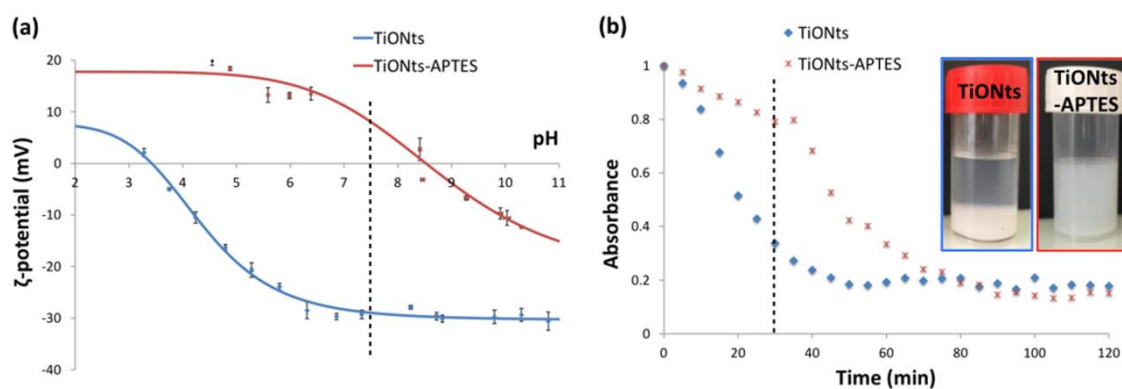 (a)
TiONts
TiONts-APTES
ζ-potential (mV)
20
10
0
-10
-20
-30
-40
2 3 4 5 6 7 8 9 10 11
pH
(b)
TiONts
TiONts-APTES
Absorbance
1
0.8
0.6
0.4
0.2
0
0 20 40 60 80 100 120
Time (min)
TiONts
TiONts
-APTES